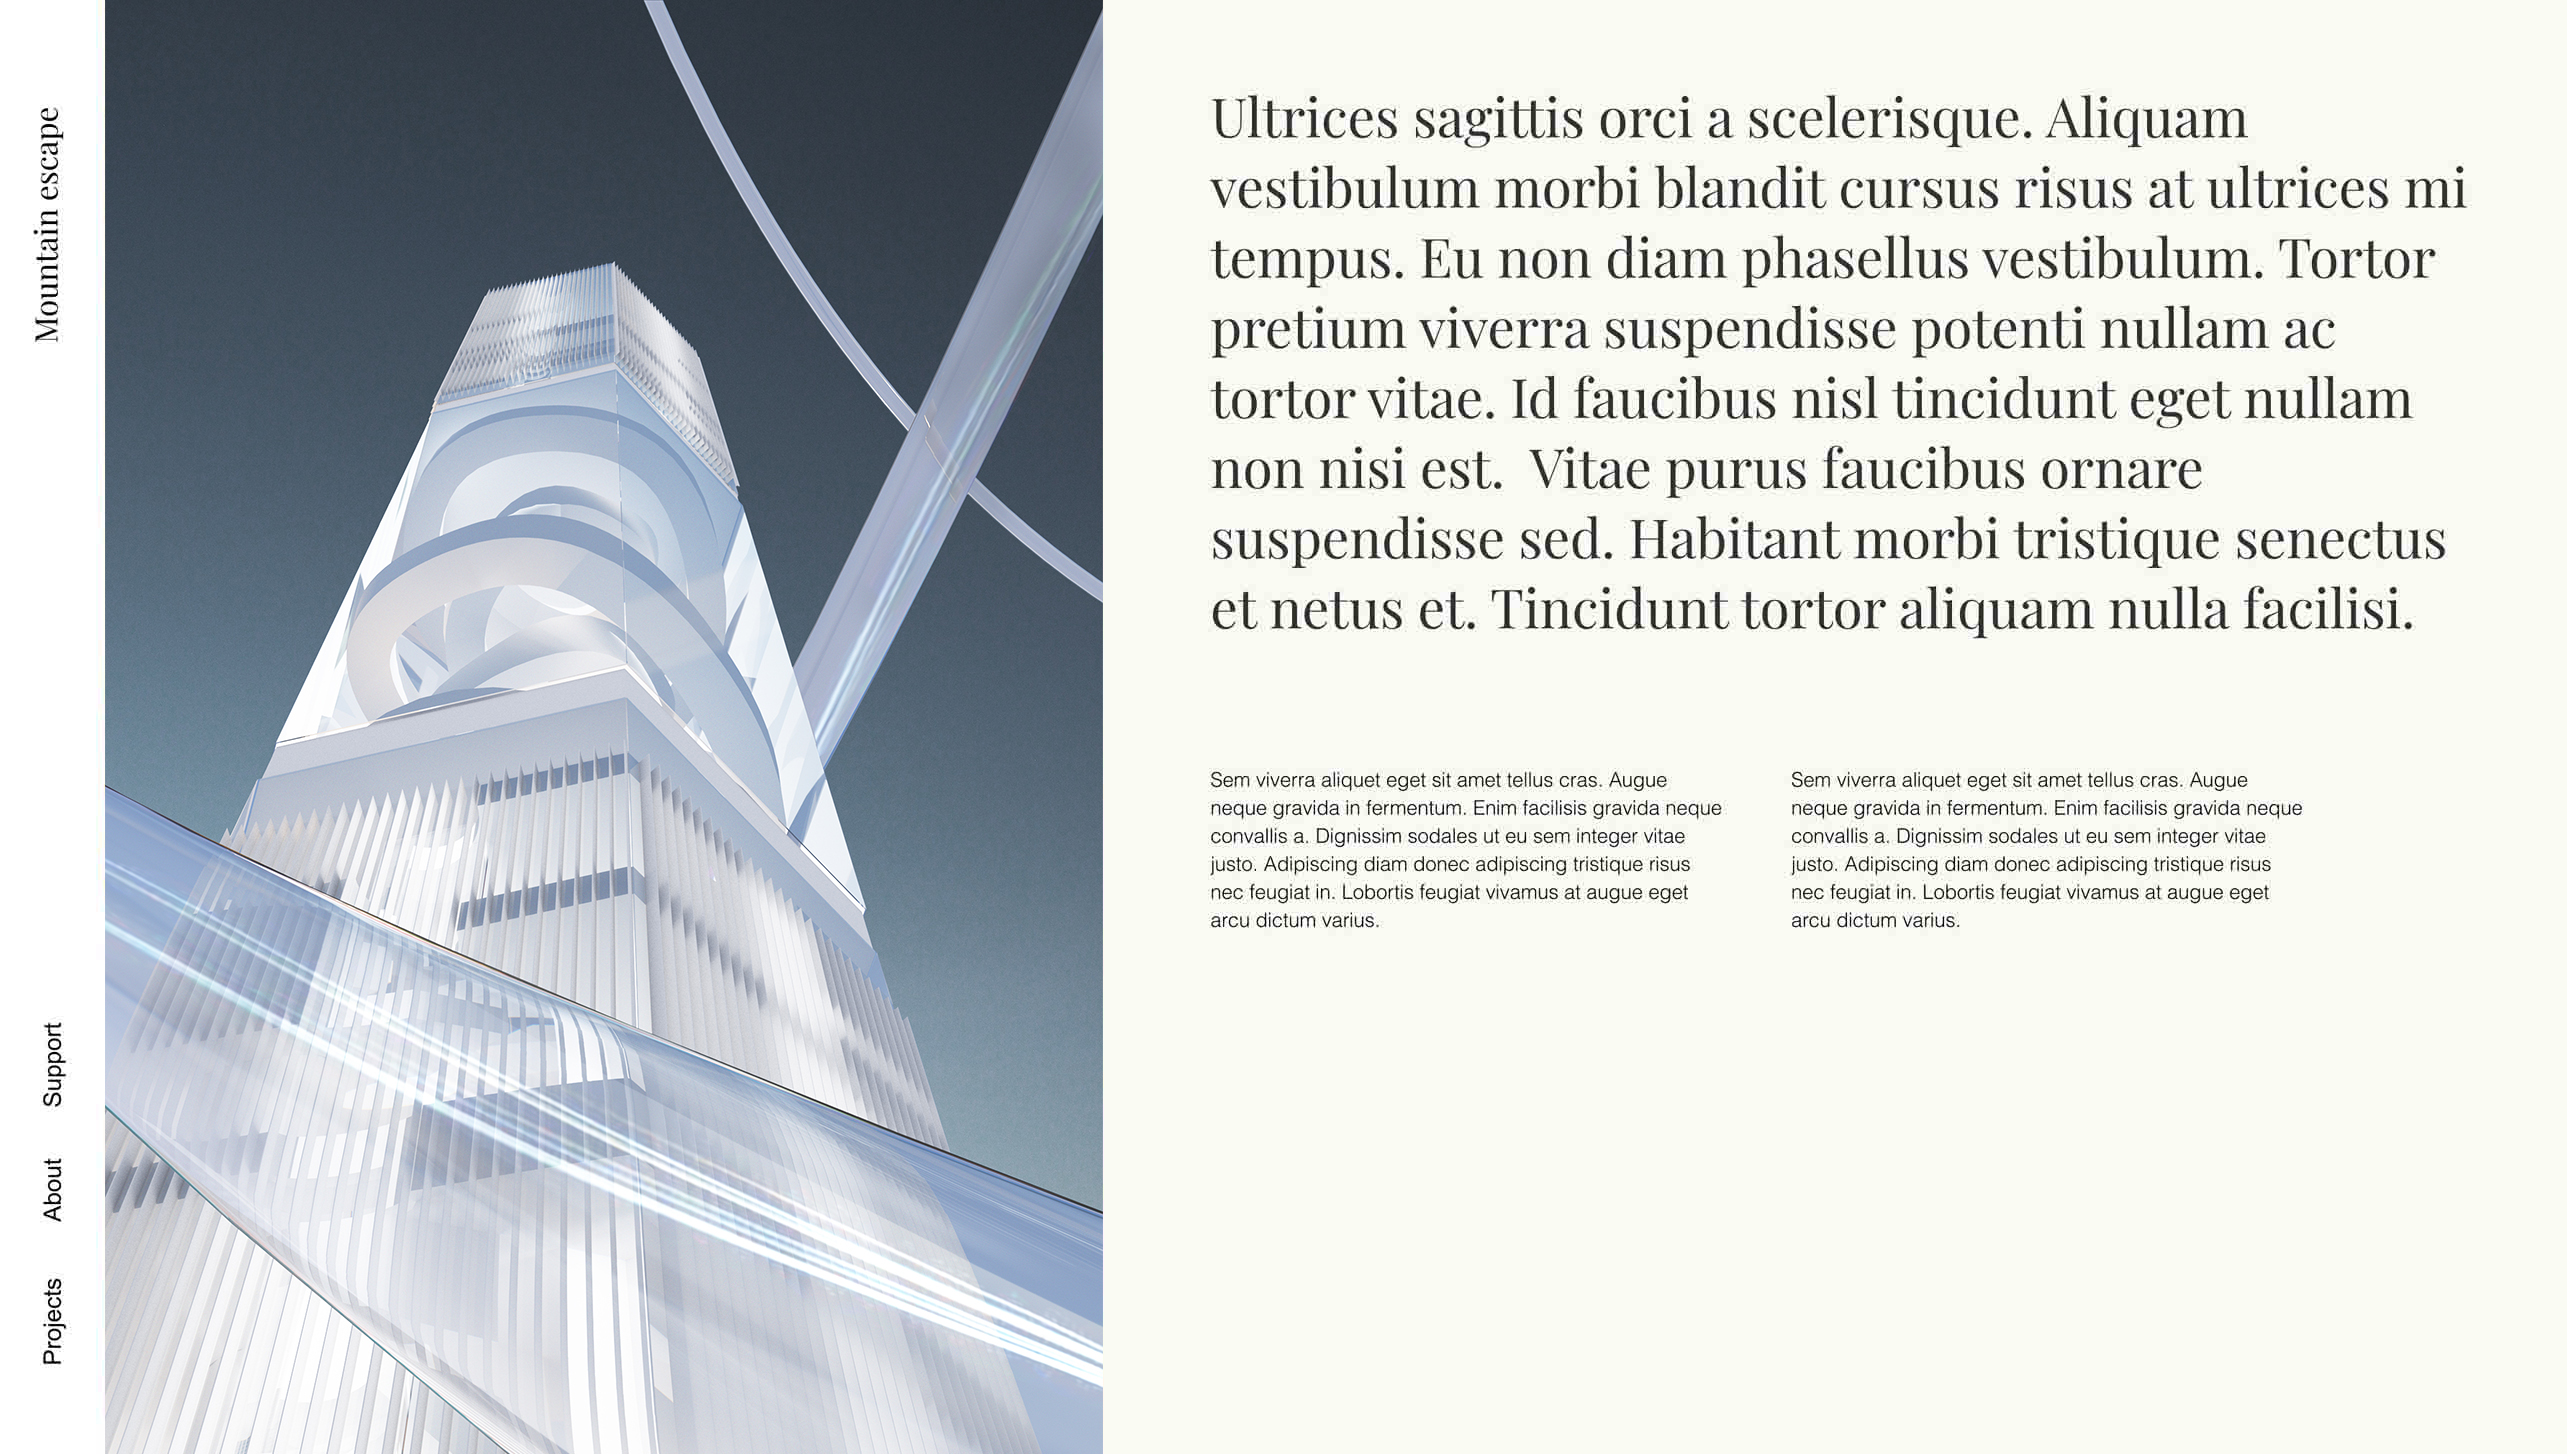 Mountain escape
Support
About
Projects
Ultrices sagittis orci a scelerisque. Aliquam
vestibulum morbi blandit cursus risus at ultrices mi
tempus. Eu non diam phasellus vestibulum. Tortor
pretium viverra suspendisse potenti nullam ac
tortor vitae. Id faucibus nisl tincidunt eget nullam
non nisi est.  Vitae purus faucibus ornare
suspendisse sed. Habitant morbi tristique senectus
et netus et. Tincidunt tortor aliquam nulla facilisi.
Sem viverra aliquet eget sit amet tellus cras. Augue
neque gravida in fermentum. Enim facilisis gravida neque
convallis a. Dignissim sodales ut eu sem integer vitae
justo. Adipiscing diam donec adipiscing tristique risus
nec feugiat in. Lobortis feugiat vivamus at augue eget
arcu dictum varius.
Sem viverra aliquet eget sit amet tellus cras. Augue
neque gravida in fermentum. Enim facilisis gravida neque
convallis a. Dignissim sodales ut eu sem integer vitae
justo. Adipiscing diam donec adipiscing tristique risus
nec feugiat in. Lobortis feugiat vivamus at augue eget
arcu dictum varius.